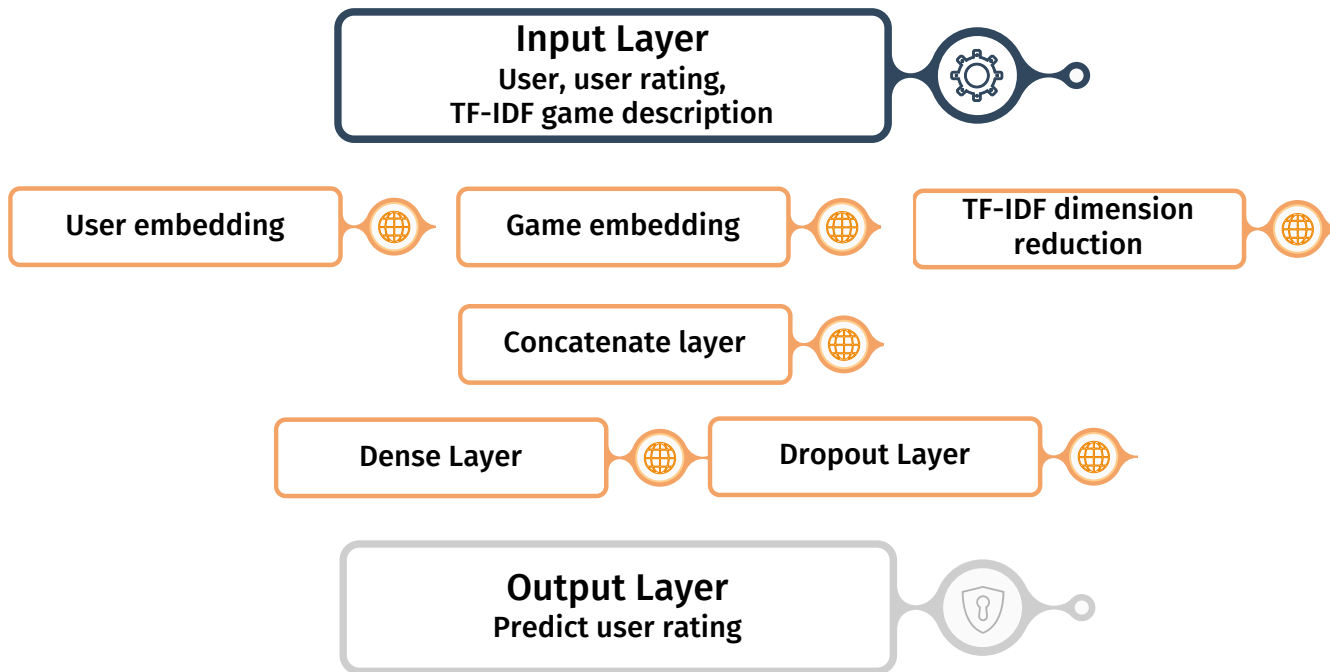 Input Layer
User, user rating,
TF-IDF game description
User embedding
Game embedding
TF-IDF dimension
reduction
Concatenate layer
Dense Layer
Dropout Layer
Output Layer
Predict user rating